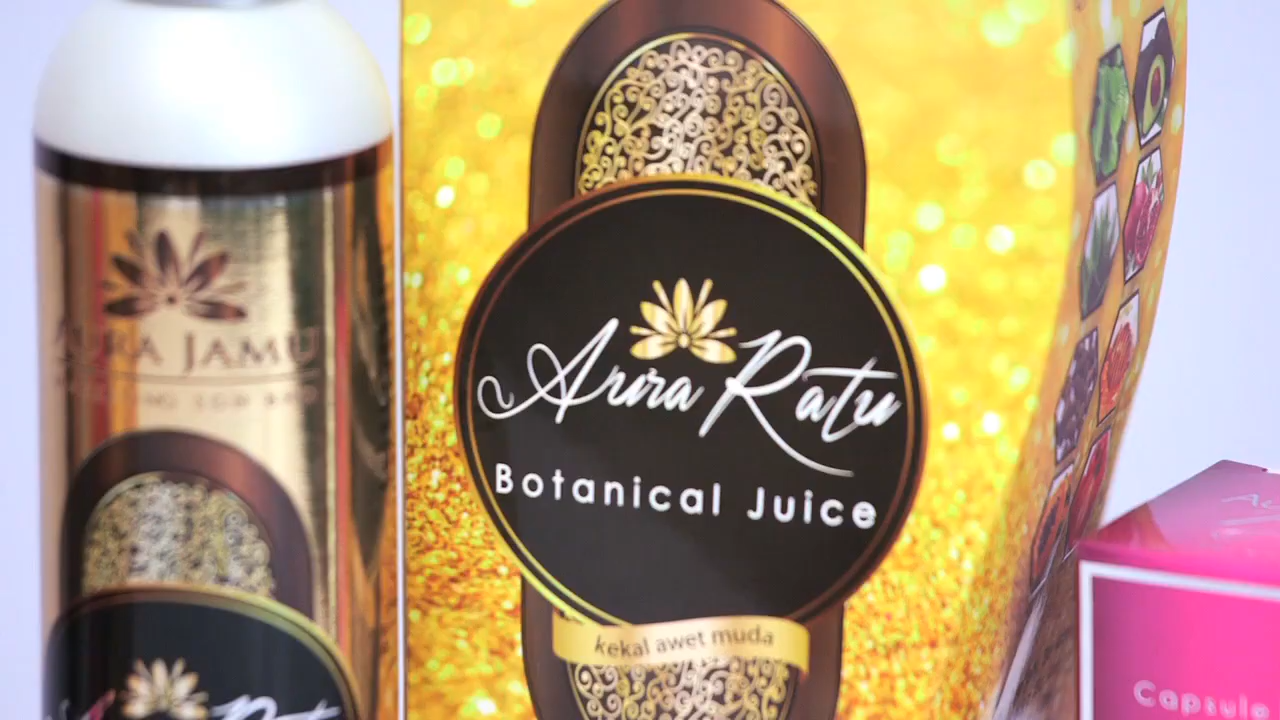 AURA JAMU
Aura Ratu
Botanical Juice
kekal awet muda
Capsule